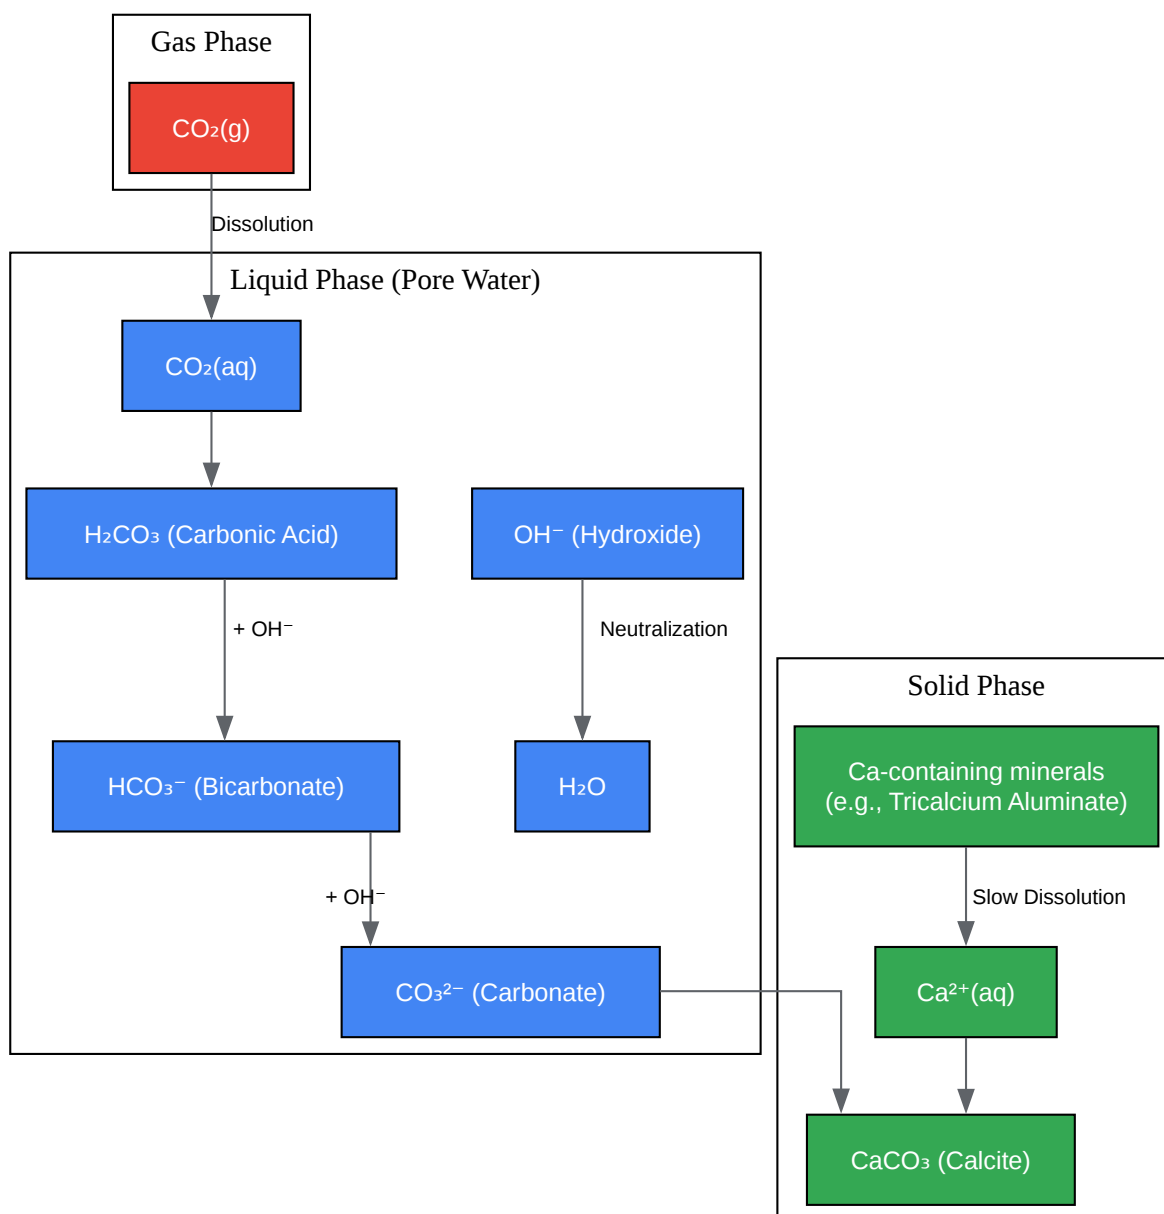 Gas Phase
CO₂(g)
Dissolution
Liquid Phase (Pore Water)
CO₂(aq)
H₂CO₃ (Carbonic Acid)
OH⁻ (Hydroxide)
+ OH⁻
Neutralization
HCO₃⁻ (Bicarbonate)
H₂O
+ OH⁻
CO₃²⁻ (Carbonate)
Solid Phase
Ca-containing minerals
(e.g., Tricalcium Aluminate)
Slow Dissolution
Ca²⁺(aq)
CaCO₃ (Calcite)